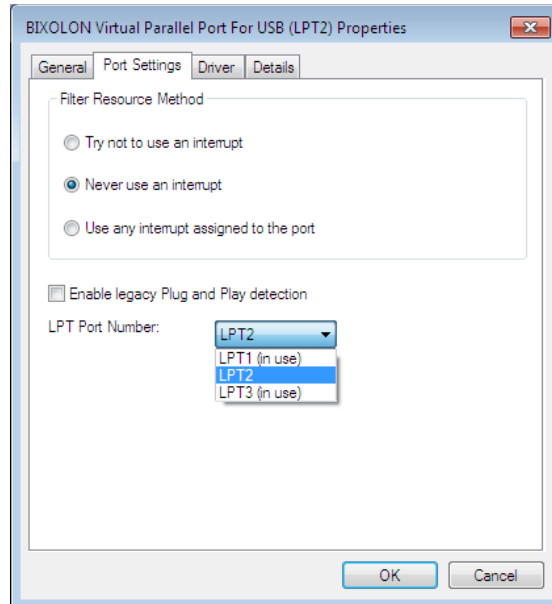 BIXOLON Virtual Parallel Port For USB (LPT2) Properties
General Port Settings Driver Details
Filter Resource Method
Try not to use an interrupt
Never use an interrupt
Use any interrupt assigned to the port
Enable legacy Plug and Play detection
LPT Port Number: LPT2
LPT1 (in use)
LPT2
LPT3 (in use)
OK Cancel